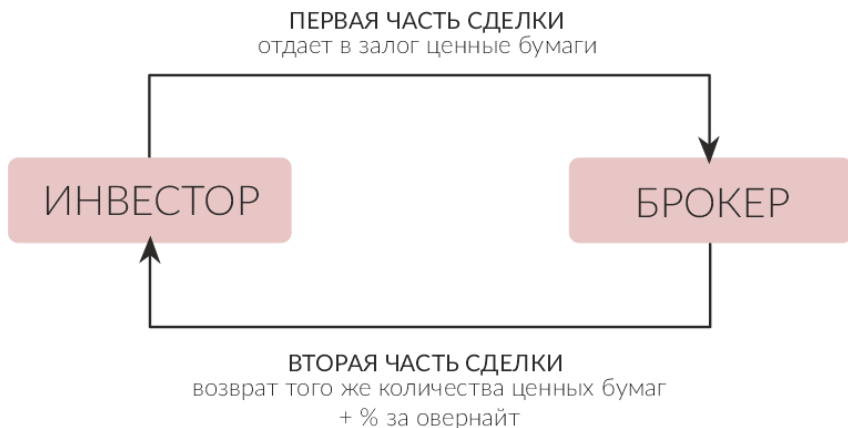 ПЕРВАЯ ЧАСТЬ СДЕЛКИ
отдает в залог ценные бумаги
ИНВЕСТОР
БРОКЕР
ВТОРАЯ ЧАСТЬ СДЕЛКИ
возврат того же количества ценных бумаг
+ % за овернайт